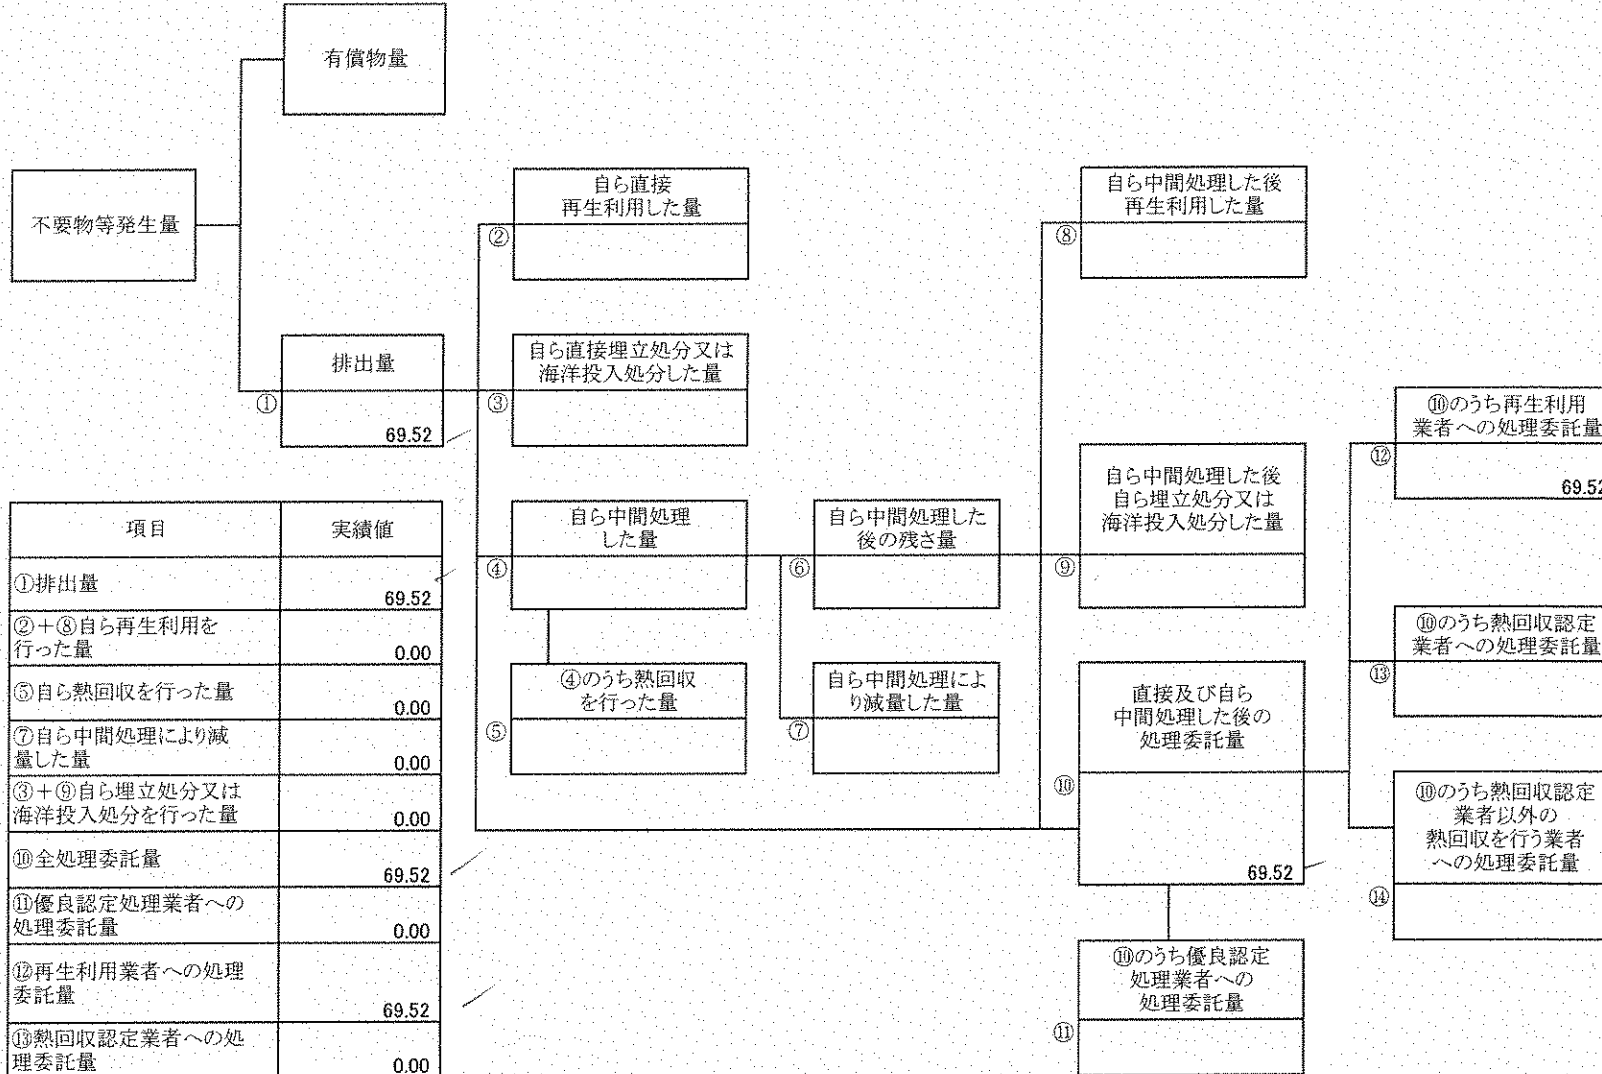 有償物量
不要物等発生量
自ら直接
再生利用した量
②
自ら中間処理した後
再生利用した量
⑧
排出量
①
69.52
自ら直接埋立処分又は
海洋投入処分した量
③
⑩のうち再生利用
業者への処理委託量
⑫
69.52
自ら中間処理
した量
④
自ら中間処理した
後の残さ量
⑥
自ら中間処理した後
自ら埋立処分又は
海洋投入処分した量
⑨
⑩のうち熱回収認定
業者への処理委託量
⑬
④のうち熱回収
を行った量
⑤
自ら中間処理によ
り減量した量
⑦
直接及び自ら
中間処理した後の
処理委託量
⑩
69.52
⑩のうち熱回収認定
業者以外の
熱回収を行う業者
への処理委託量
⑭
⑩のうち優良認定
処理業者への
処理委託量
⑪
項目 実績値
①排出量
69.52
②+⑧自ら再生利用を
行った量
0.00
⑤自ら熱回収を行った量
0.00
⑦自ら中間処理により減
量した量
0.00
③+⑨自ら埋立処分又は
海洋投入処分を行った量
0.00
⑩全処理委託量
69.52
⑪優良認定処理業者への
処理委託量
0.00
⑫再生利用業者への処理
委託量
69.52
⑬熱回収認定業者への処
理委託量
0.00